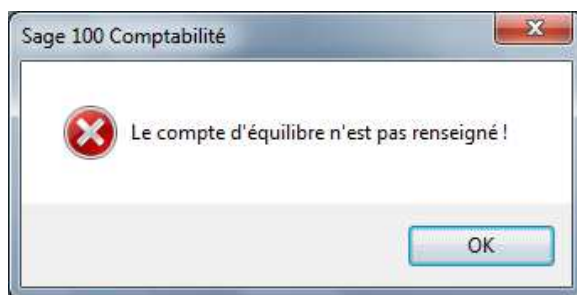 Sage 100 Comptabilité
Le compte d'équilibre n'est pas renseigné !
OK